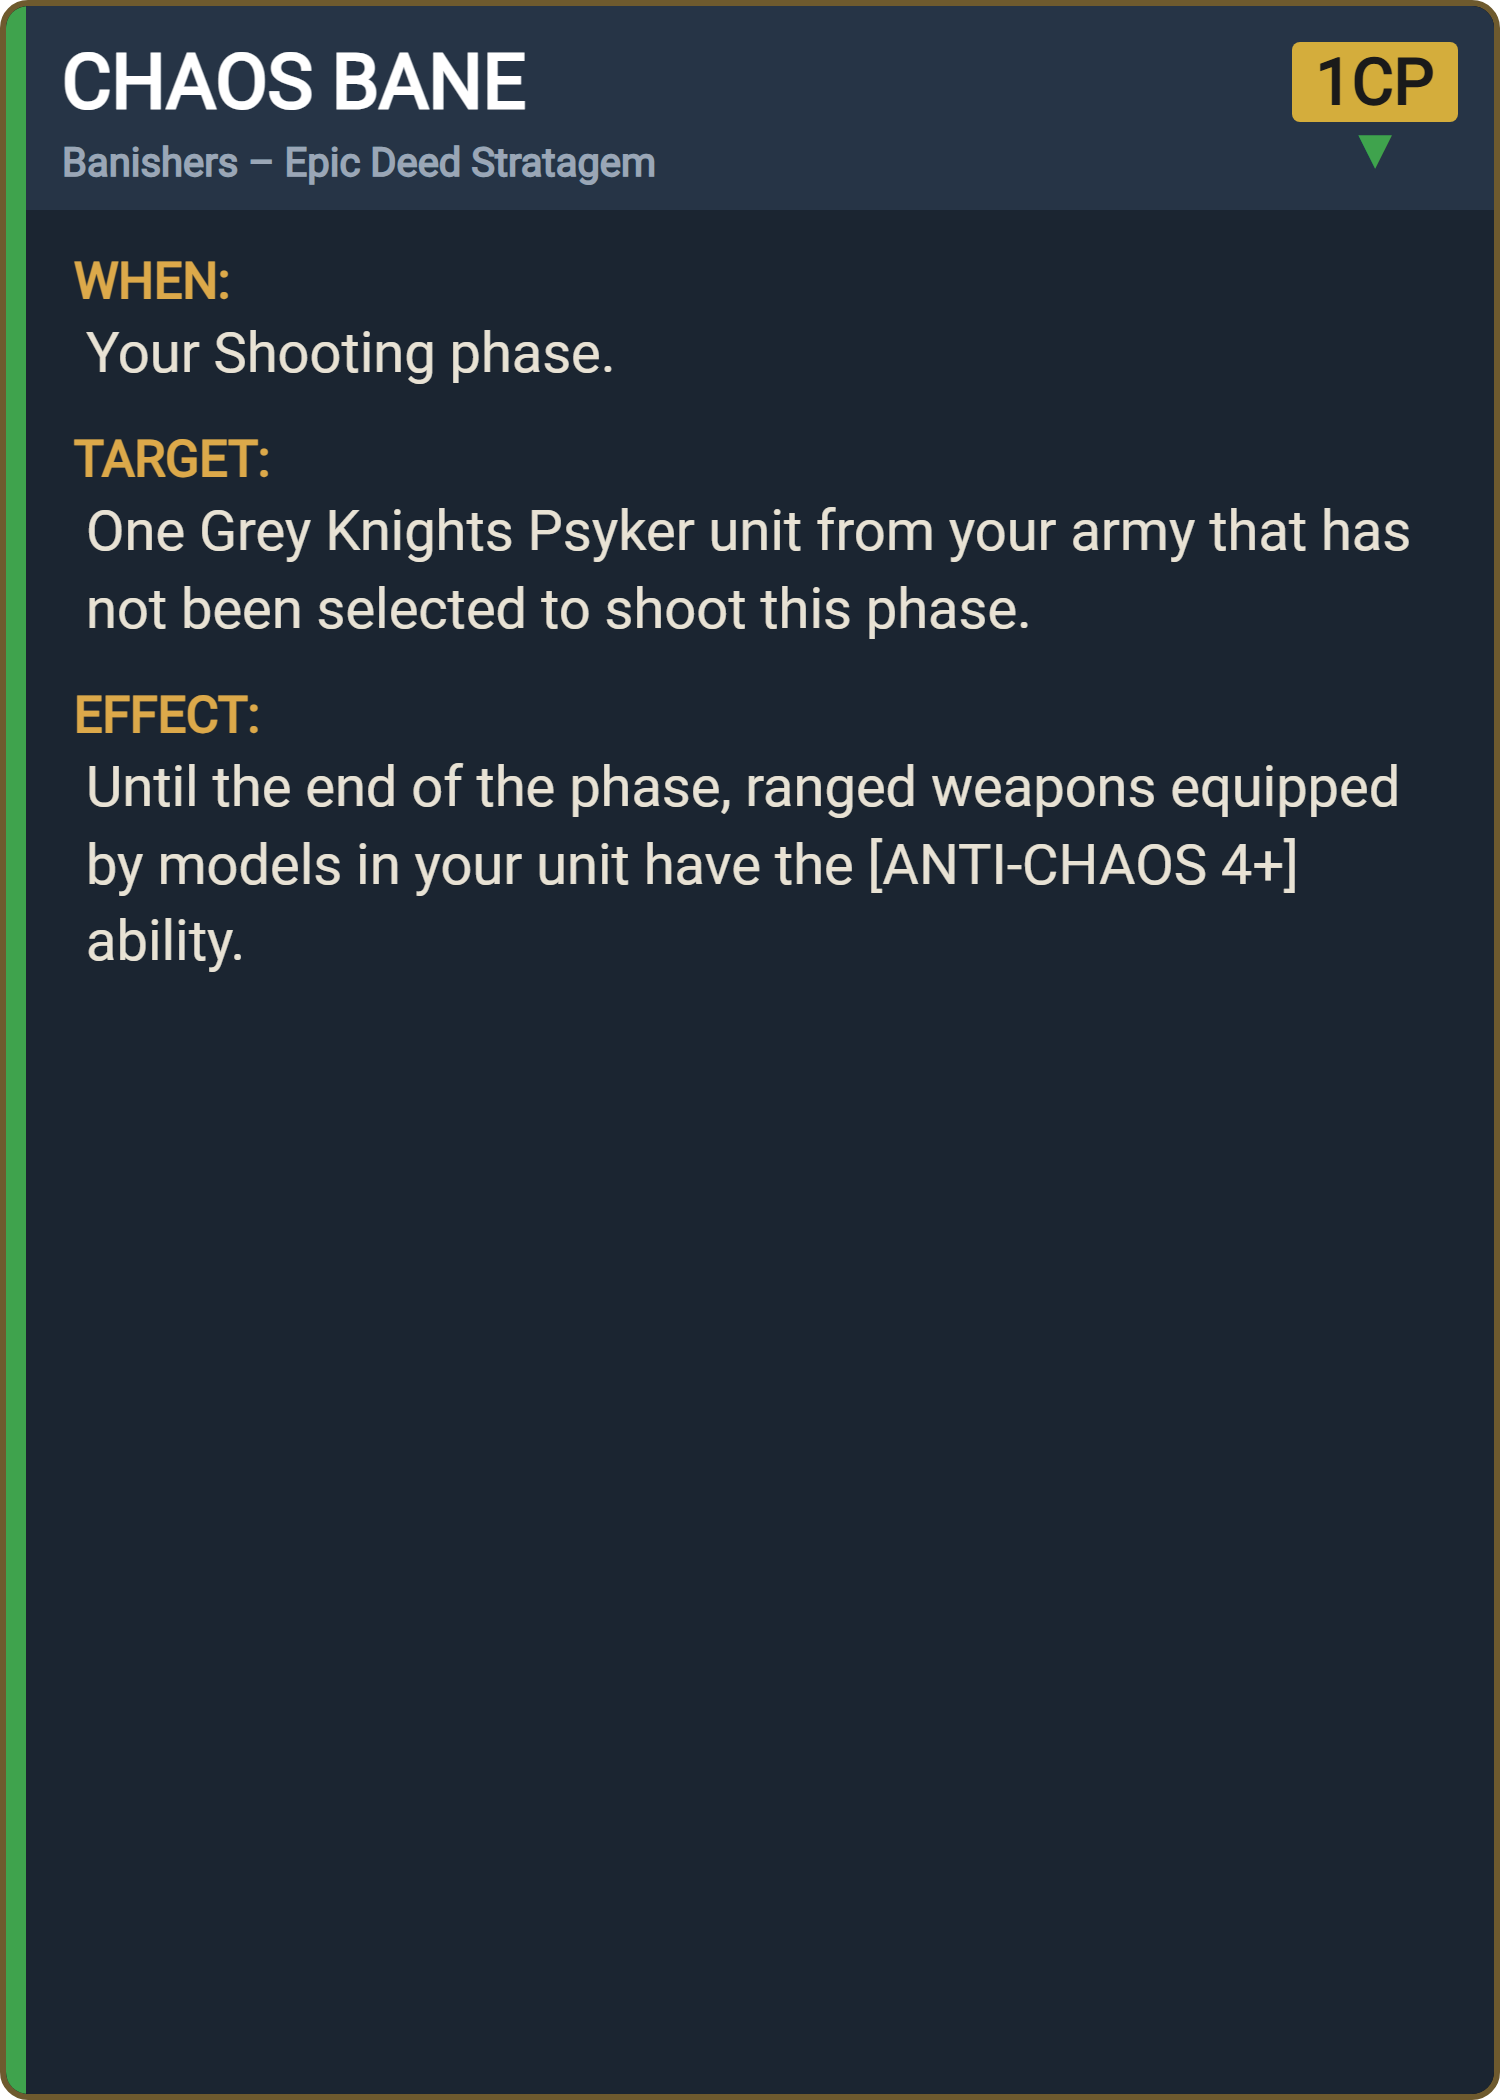 CHAOS BANE
1CP
Banishers – Epic Deed Stratagem
WHEN:
Your Shooting phase.
TARGET:
One Grey Knights Psyker unit from your army that has
not been selected to shoot this phase.
EFFECT:
Until the end of the phase, ranged weapons equipped
by models in your unit have the [ANTI-CHAOS 4+]
ability.